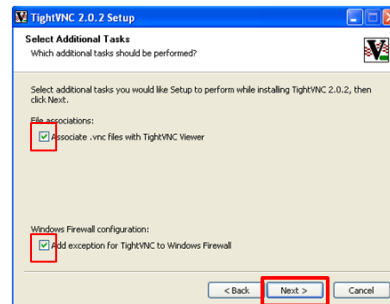 TightVNC 2.0.2 Setup
Select Additional Tasks
Which additional tasks should be performed?
Select additional tasks you would like Setup to perform while installing TightVNC 2.0.2, then
click Next.
File associations:
Associate .vnc files with TightVNC Viewer
Windows Firewall configuration:
Add exception for TightVNC to Windows Firewall
< Back
Next >
Cancel